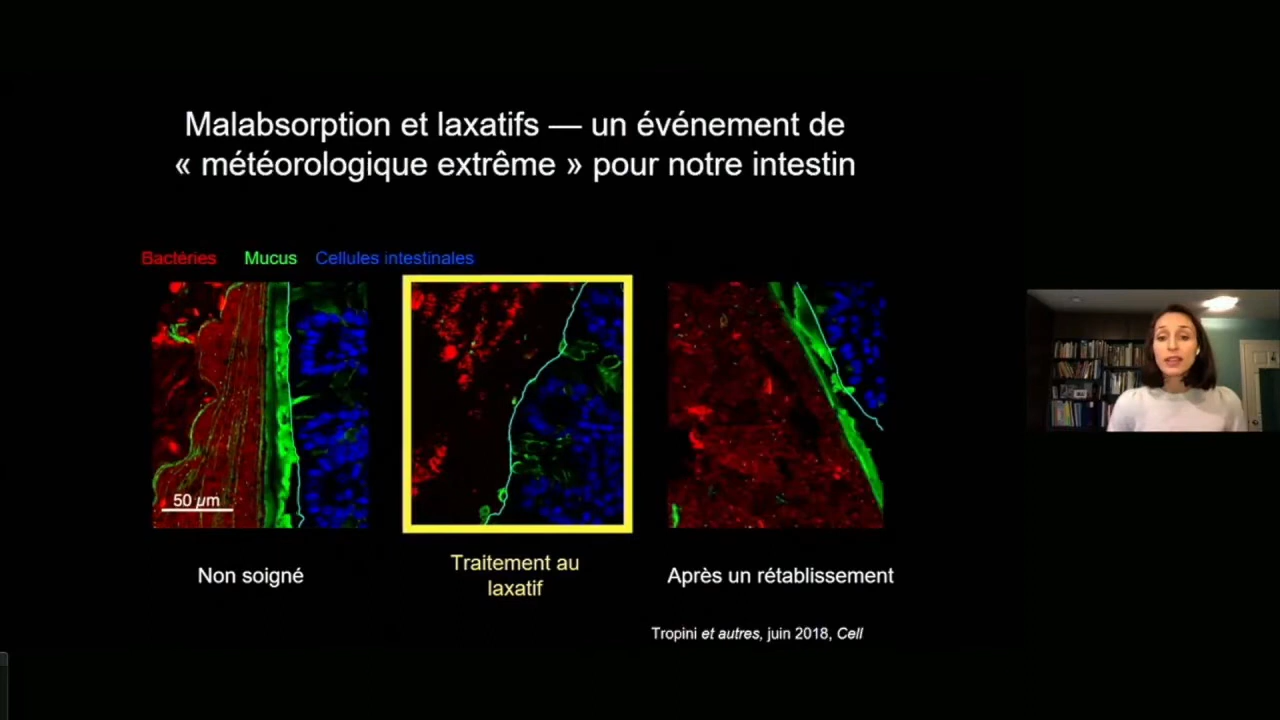 Malabsorption et laxatifs — un événement de
« météorologique extrême » pour notre intestin
Bactéries Mucus Cellules intestinales
50 µm
Non soigné
Traitement au
laxatif
Après un rétablissement
Tropini et autres, juin 2018, Cell